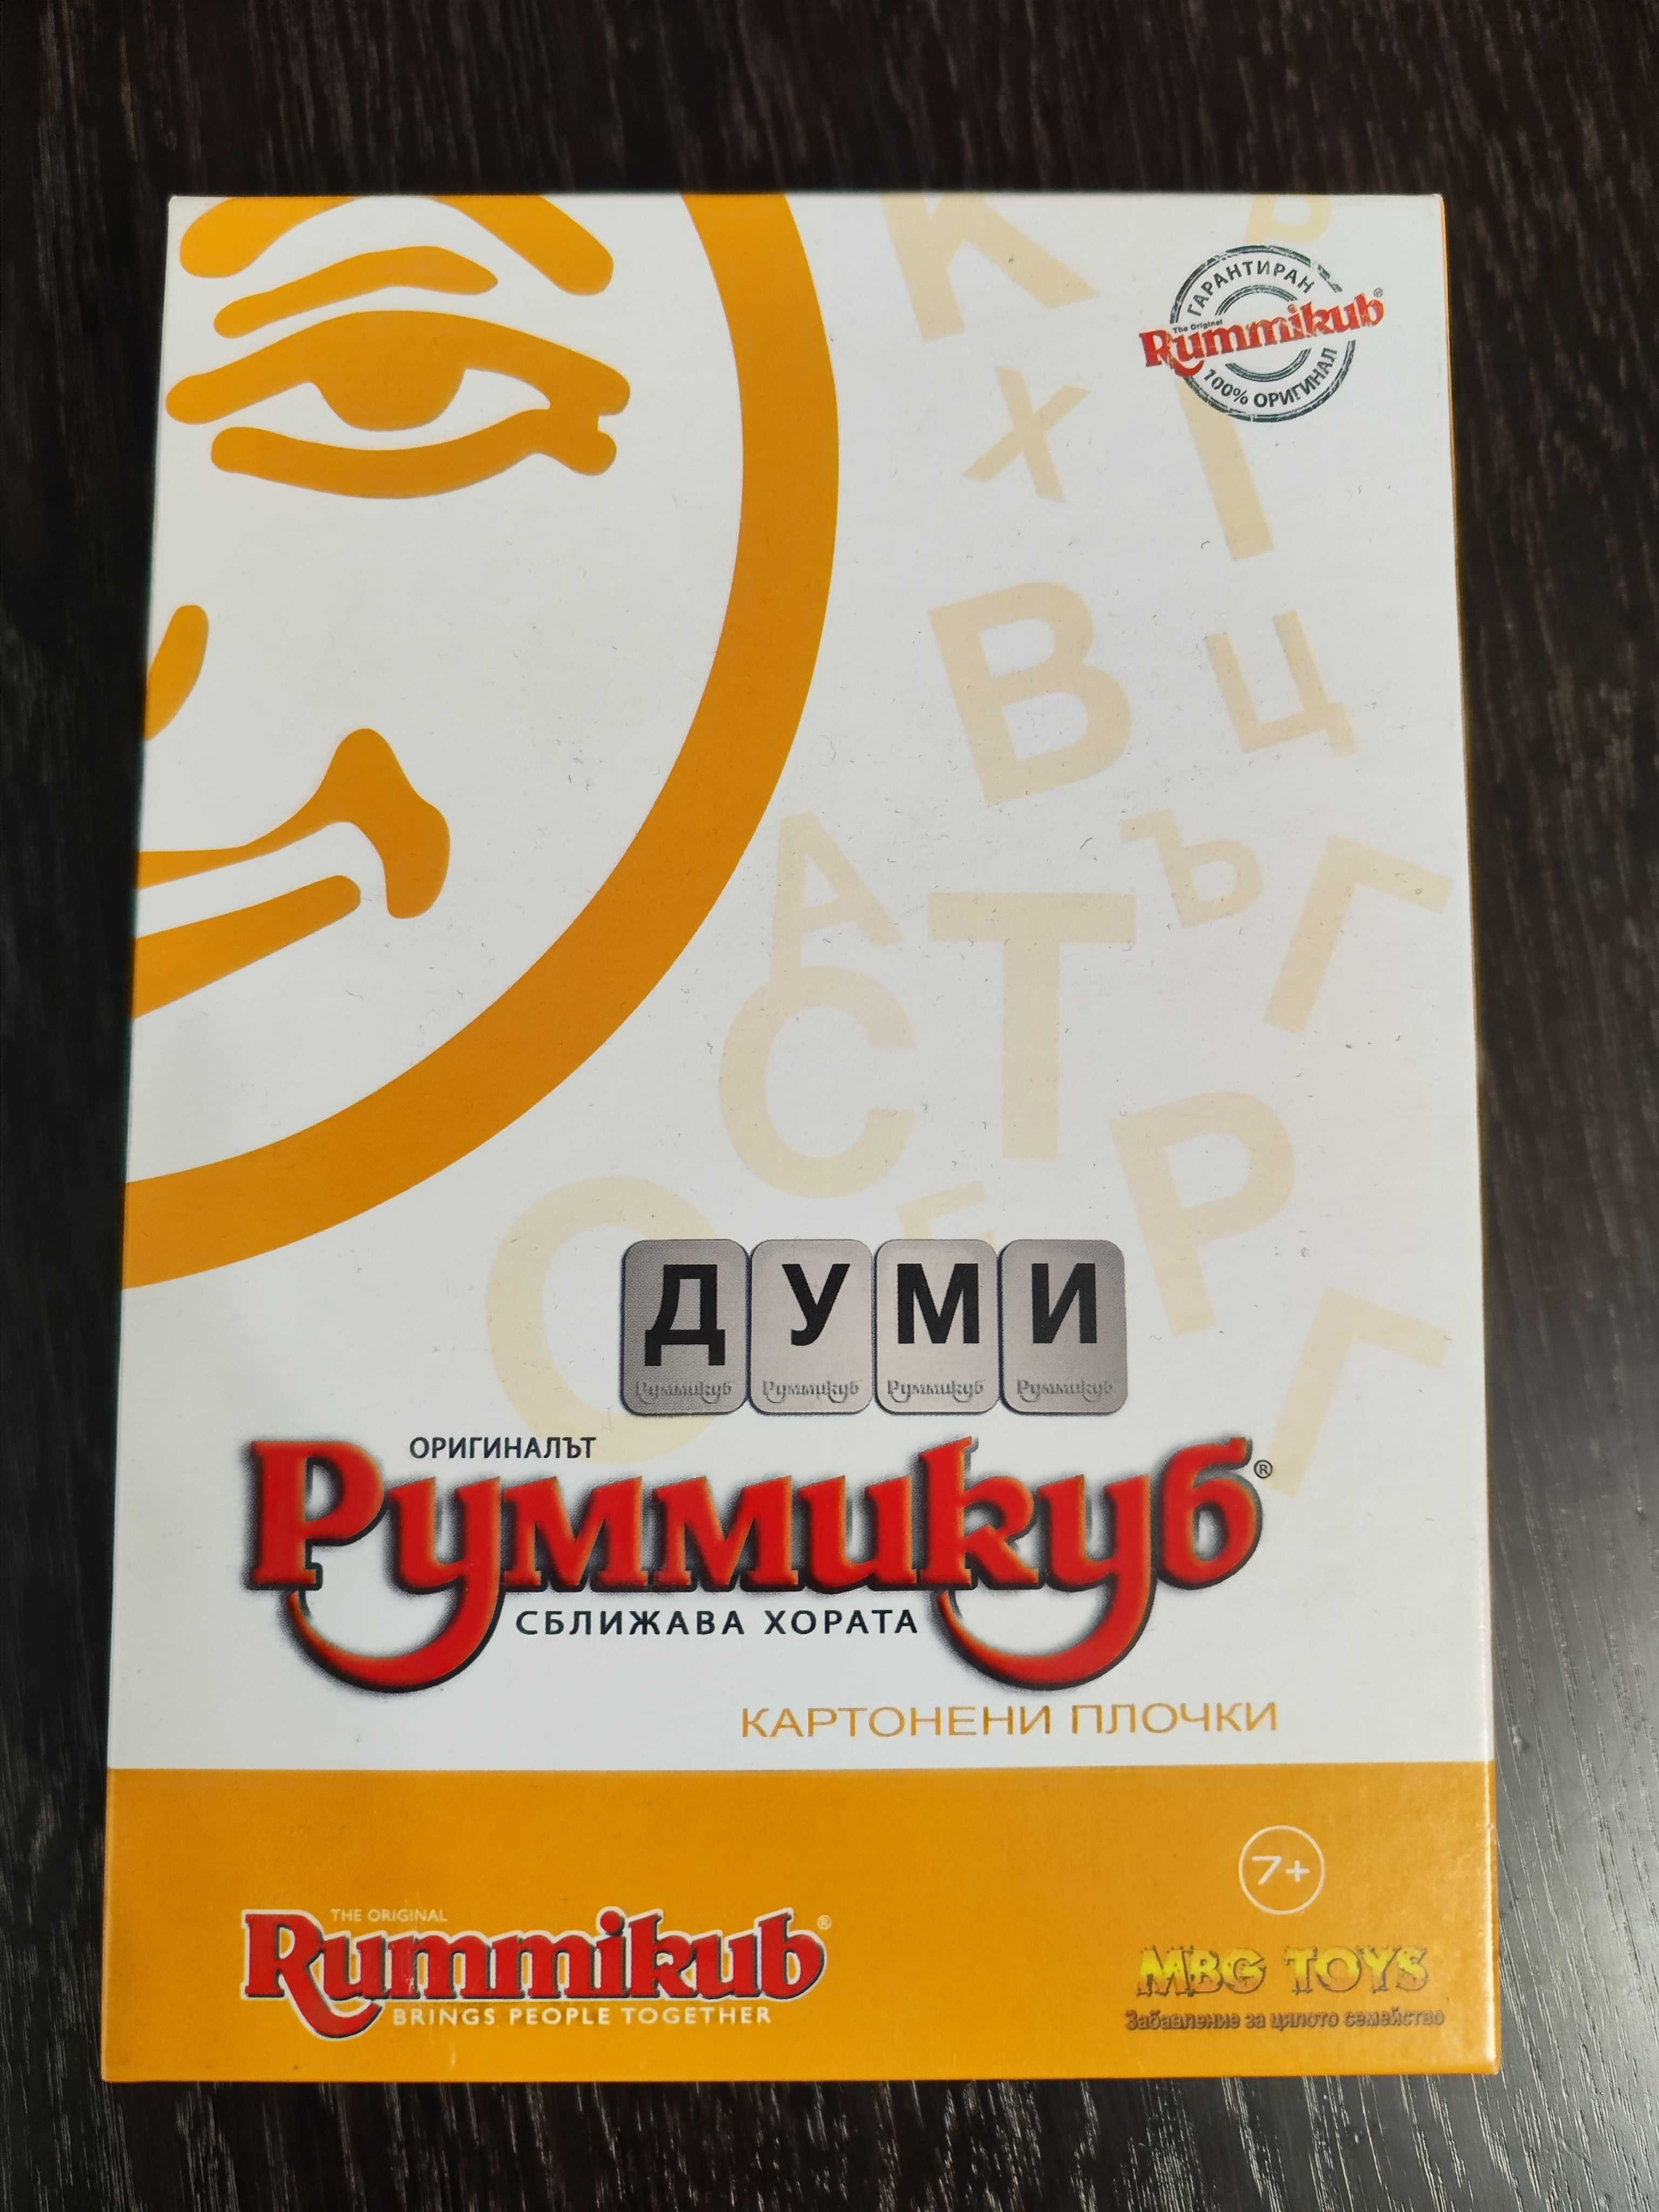 К
Ъ
ГАРАНТИРАН
The Original
Rummikub®
100% ОРИГИНАЛ
Х
В
Ц
А
Ъ
Г
Т
С
Р
О
Г
ДУМИ
Руммикуб Руммикуб Руммикуб Руммикуб
ОРИГИНАЛЪТ
Руммикуб®
СБЛИЖАВА ХОРАТА
КАРТОНЕНИ ПЛОЧКИ
7+
THE ORIGINAL
Rummikub®
BRINGS PEOPLE TOGETHER
MBG TOYS
Забавление за цялото семейство